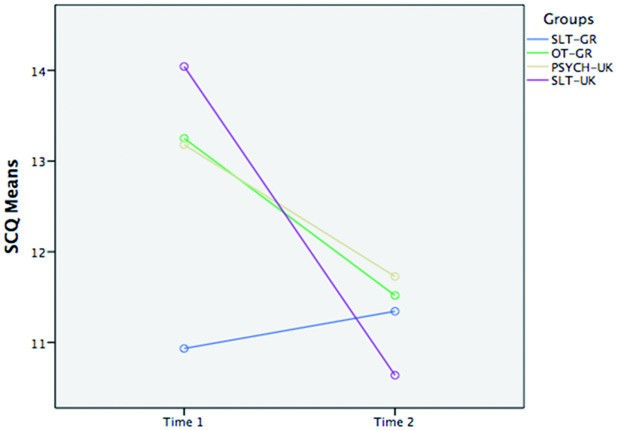 Groups
SLT-GR
OT-GR
PSYCH-UK
SLT-UK
14
13
12
11
SCQ Means
Time 1
Time 2